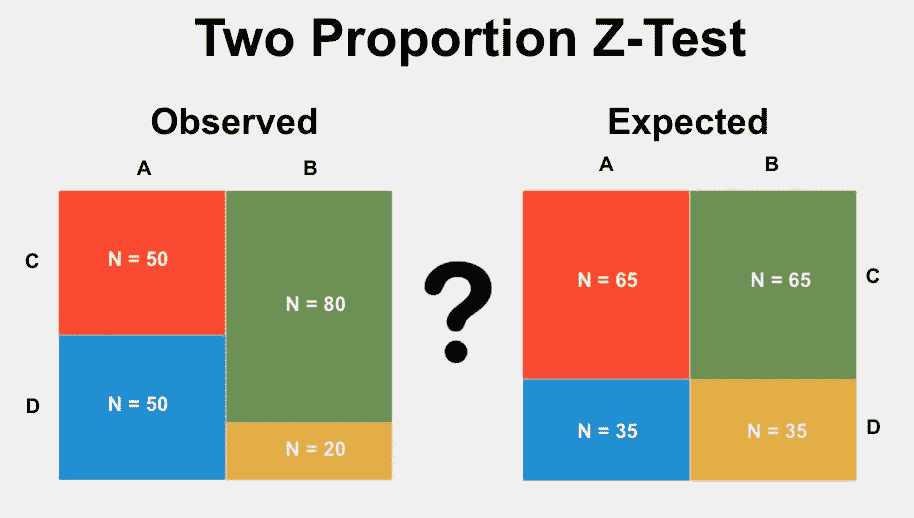 Two Proportion Z-Test
Observed
Expected
A
B
A
B
C
N = 50
N = 80
?
N = 65
N = 65
C
D
N = 50
N = 20
N = 35
N = 35
D